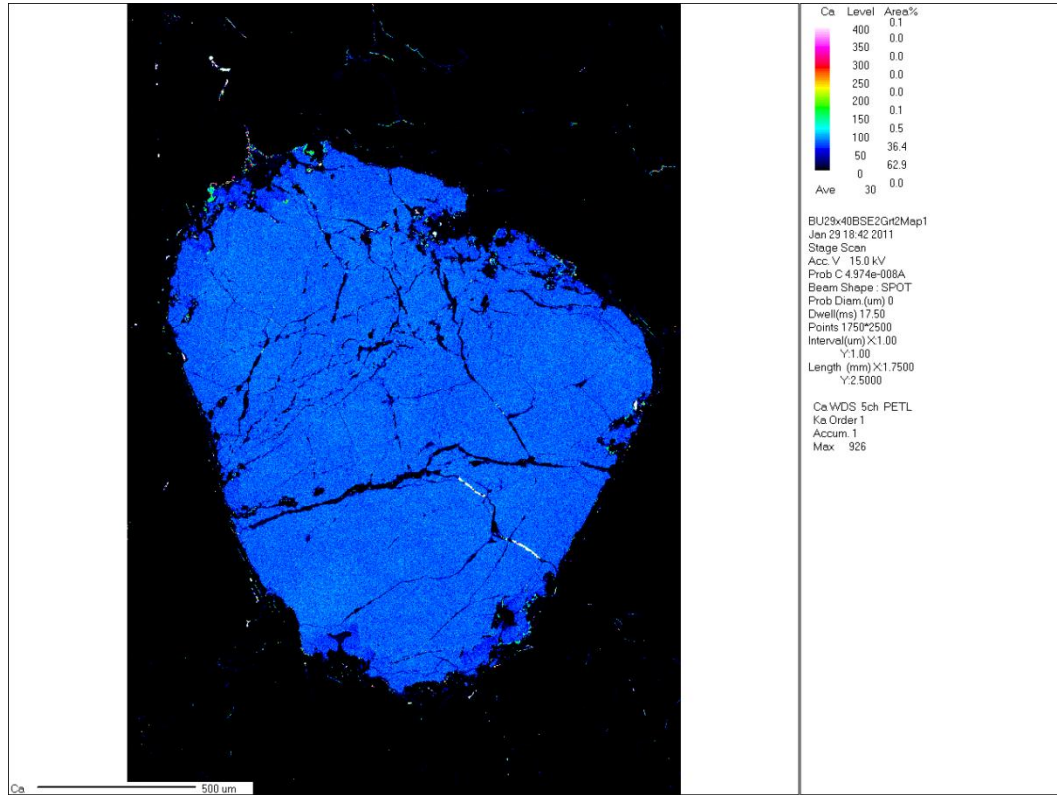 Ca Level Area%
0.1
400
0.0
350
0.0
300
0.0
250
0.0
200
0.1
150
0.5
100
36.4
50
62.9
0
0.0
Ave 30
BU29x40BSE2Grt2Map1
Jan 29 18:42 2011
Stage Scan
Acc. V 15.0 kV
Prob C 4.974e-008A
Beam Shape : SPOT
Prob Diam.(um) 0
Dwell(ms) 17.50
Points 1750*2500
Interval(um) X:1.00
Y:1.00
Length (mm) X:1.7500
Y:2.5000
Ca WDS 5ch PETL
Ka Order 1
Accum. 1
Max 926
Ca 500 um